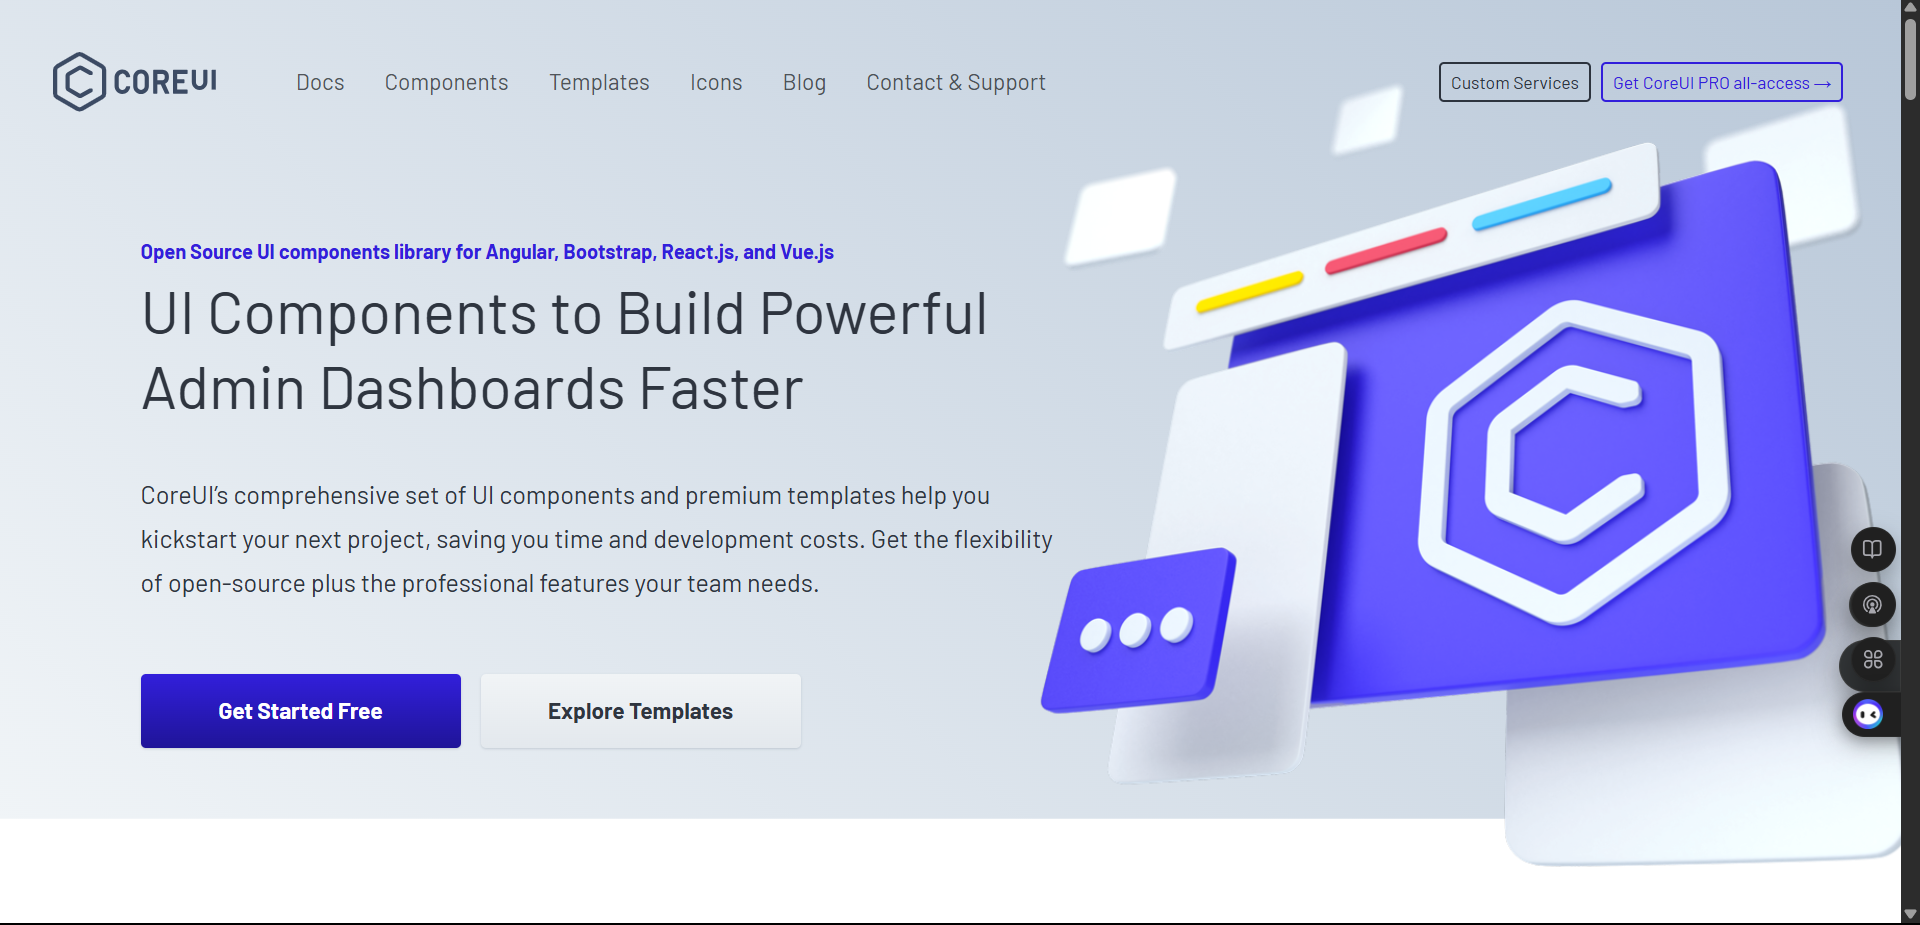 COREUI
Docs
Components
Templates
Icons
Blog
Contact & Support
Custom Services
Get CoreUI PRO all-access →
Open Source UI components library for Angular, Bootstrap, React.js, and Vue.js
UI Components to Build Powerful
Admin Dashboards Faster
CoreUI’s comprehensive set of UI components and premium templates help you
kickstart your next project, saving you time and development costs. Get the flexibility
of open-source plus the professional features your team needs.
Get Started Free
Explore Templates